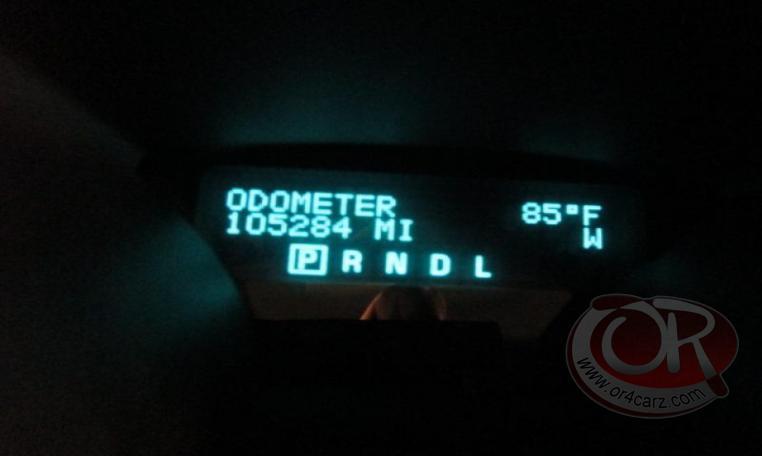 ODOMETER 85°F
105284 MI W
P R N D L
OR
www.or4carz.com